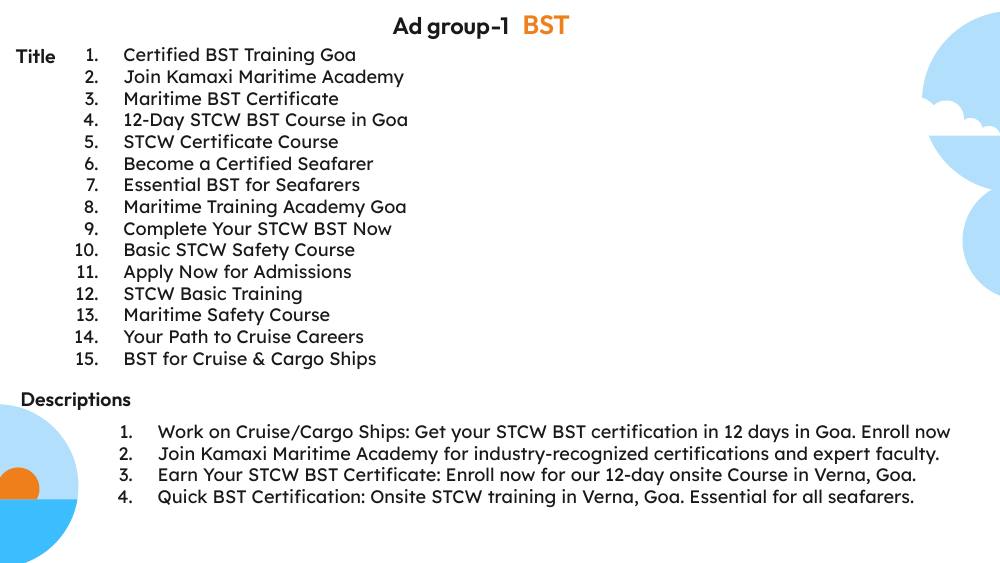 Ad group-1 BST
Title 1. Certified BST Training Goa
2. Join Kamaxi Maritime Academy
3. Maritime BST Certificate
4. 12-Day STCW BST Course in Goa
5. STCW Certificate Course
6. Become a Certified Seafarer
7. Essential BST for Seafarers
8. Maritime Training Academy Goa
9. Complete Your STCW BST Now
10. Basic STCW Safety Course
11. Apply Now for Admissions
12. STCW Basic Training
13. Maritime Safety Course
14. Your Path to Cruise Careers
15. BST for Cruise & Cargo Ships
Descriptions
1. Work on Cruise/Cargo Ships: Get your STCW BST certification in 12 days in Goa. Enroll now
2. Join Kamaxi Maritime Academy for industry-recognized certifications and expert faculty.
3. Earn Your STCW BST Certificate: Enroll now for our 12-day onsite Course in Verna, Goa.
4. Quick BST Certification: Onsite STCW training in Verna, Goa. Essential for all seafarers.